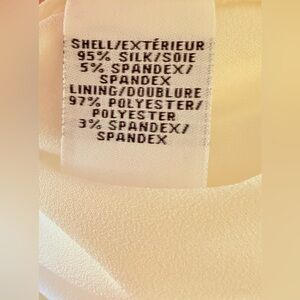 SHELL/EXTÉRIEUR
95% SILK/SOIE
5% SPANDEX/
SPANDEX
LINING/DOUBLURE
97% POLYESTER/
POLYESTER
3% SPANDEX/
SPANDEX